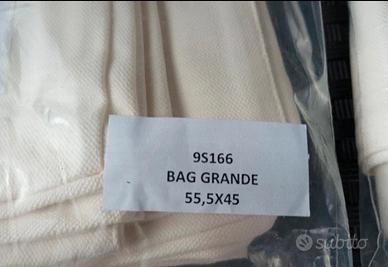 9S166
BAG GRANDE
55,5X45
subito